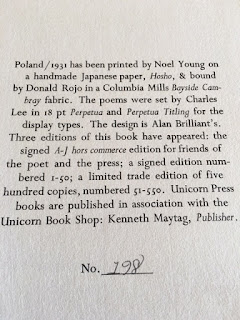 Poland/1931 has been printed by Noel Young on
a handmade Japanese paper, Hosho, & bound
by Donald Rojo in a Columbia Mills Bayside Cam-
bray fabric. The poems were set by Charles
Lee in 18 pt Perpetua and Perpetua Titling for the
display types. The design is Alan Brilliant's.
Three editions of this book have appeared: the
signed A-J hors commerce edition for friends of
the poet and the press; a signed edition num-
bered 1-50; a limited trade edition of five
hundred copies, numbered 51-550. Unicorn Press
books are published in association with the
Unicorn Book Shop: Kenneth Maytag, Publisher.
No. 198